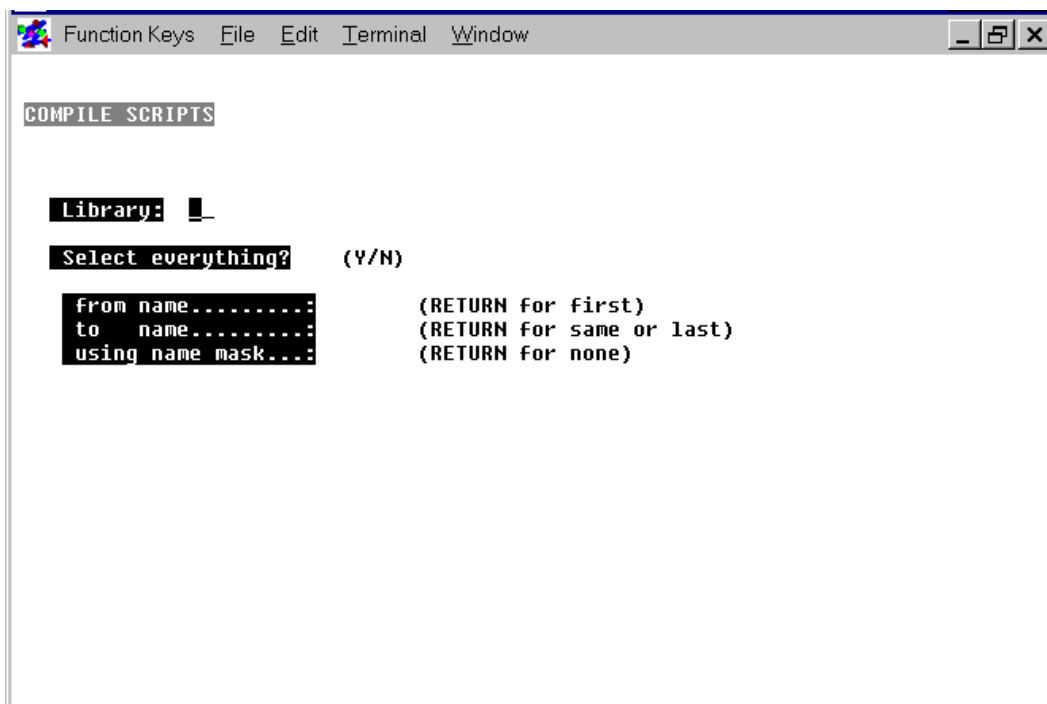 Function Keys File Edit Terminal Window
COMPILE SCRIPTS
Library: _
Select everything? (Y/N)
from name.........: (RETURN for first)
to name.........: (RETURN for same or last)
using name mask...: (RETURN for none)